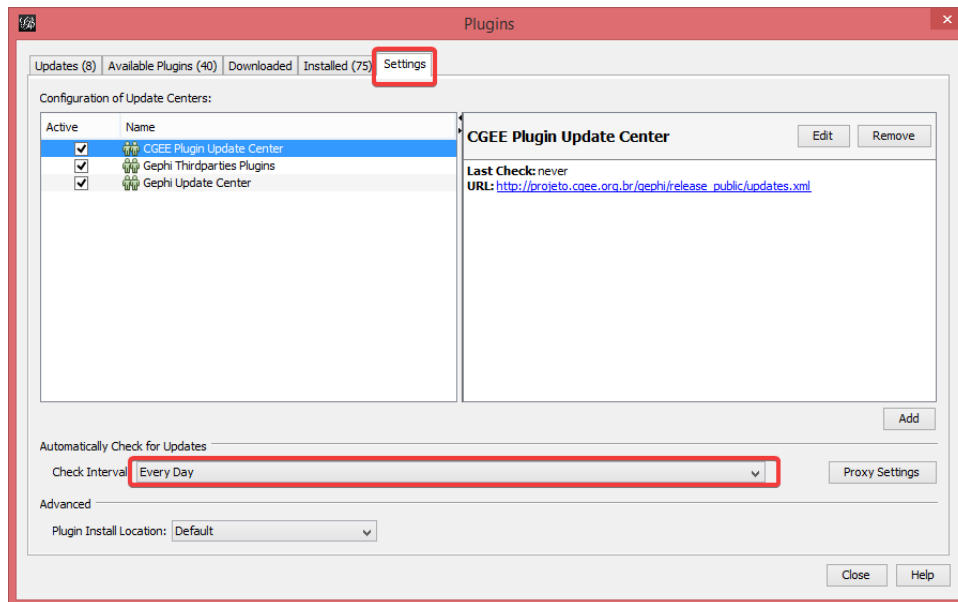 Plugins
Updates (8) Available Plugins (40) Downloaded Installed (75) Settings
Configuration of Update Centers:
Active Name
CGEE Plugin Update Center
Gephi Thirdparties Plugins
Gephi Update Center
CGEE Plugin Update Center Edit Remove
Last Check: never
URL: http://projeto.cgee.org.br/gephi/release_public/updates.xml
Add
Automatically Check for Updates
Check Interval Every Day Proxy Settings
Advanced
Plugin Install Location: Default
Close Help